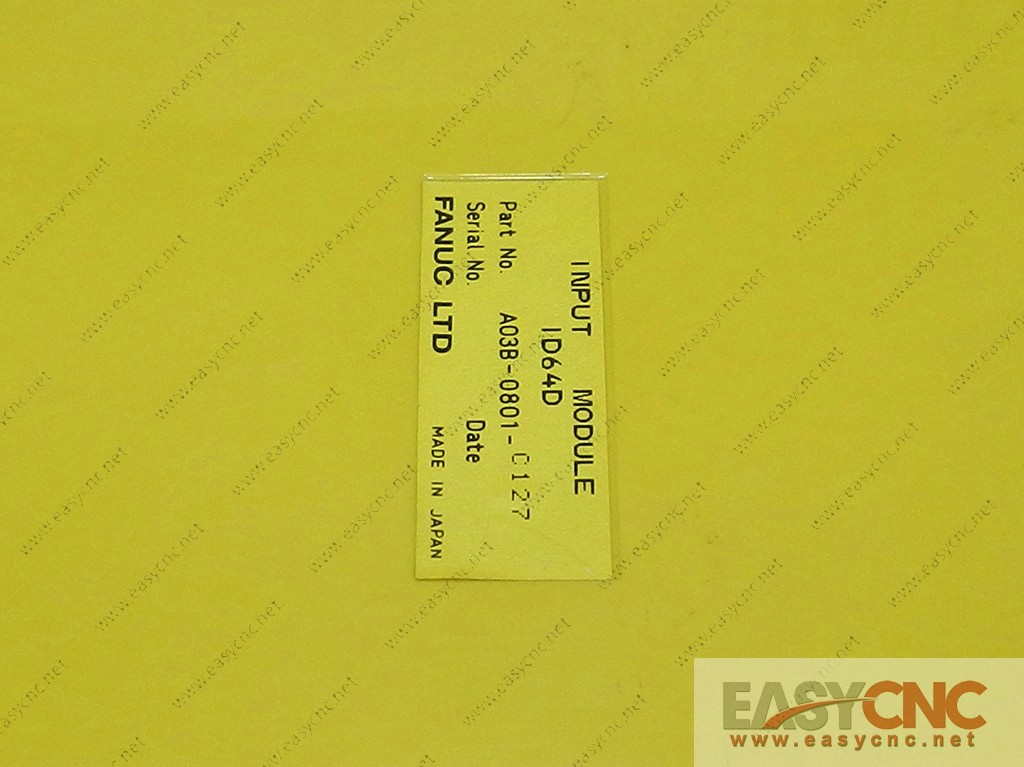 INPUT MODULE
ID64D
Part No. A03B-0801-C127
Serial No. Date
FANUC LTD MADE IN JAPAN
EASYCNC
www.easycnc.net